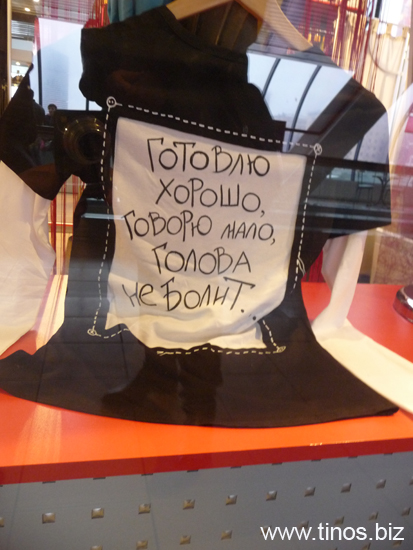 ГОТОВЛЮ
ХОРОШО,
ГОВОРЮ МАЛО,
ГОЛОВА
НЕ БОЛИТ.
www.tinos.biz